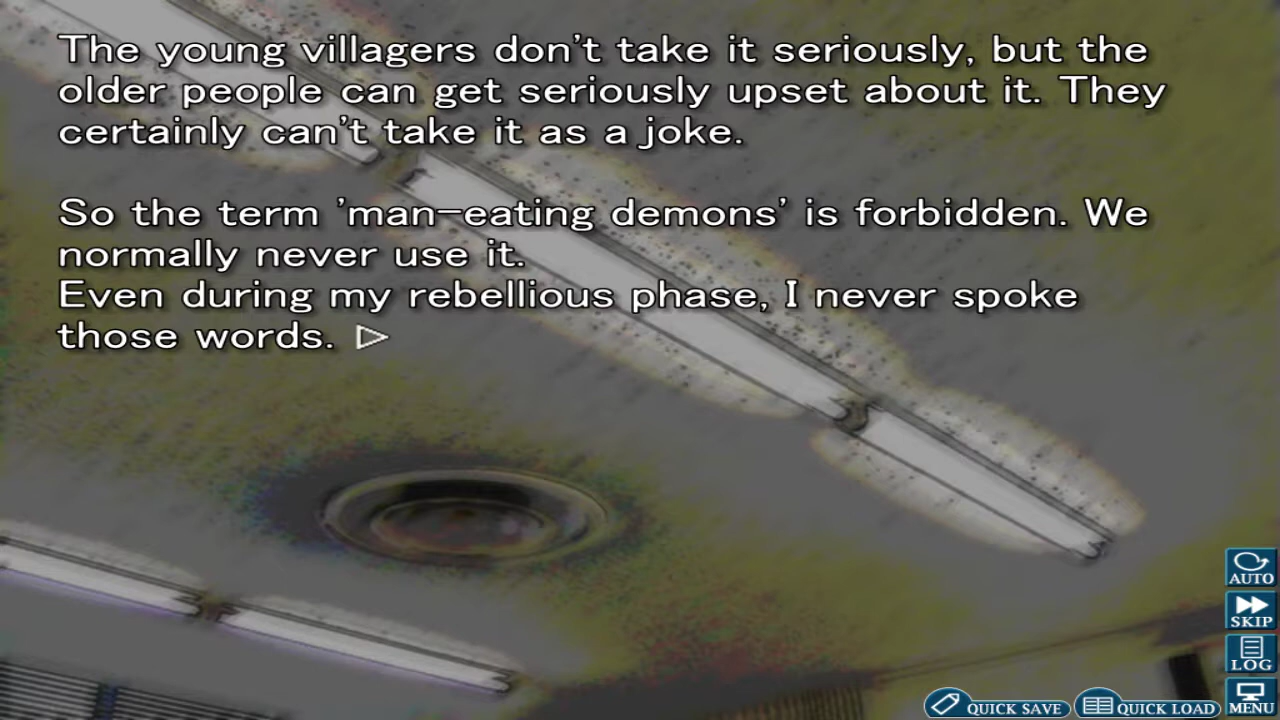 The young villagers don't take it seriously, but the
older people can get seriously upset about it. They
certainly can't take it as a joke.
So the term 'man-eating demons' is forbidden. We
normally never use it.
Even during my rebellious phase, I never spoke
those words.
AUTO
SKIP
LOG
QUICK SAVE
QUICK LOAD
MENU